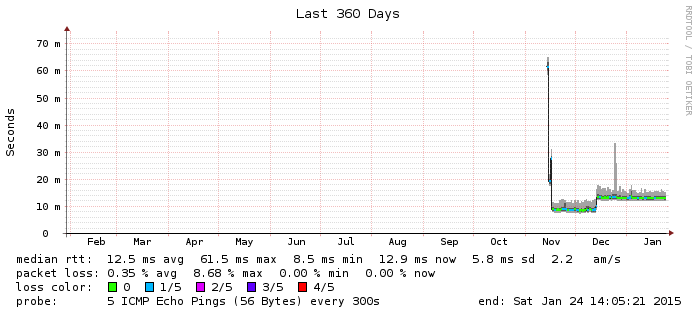 Last 360 Days
RRDTOOL / TOBI OETIKER
Seconds
70 m
60 m
50 m
40 m
30 m
20 m
10 m
0
Feb Mar Apr May Jun Jul Aug Sep Oct Nov Dec Jan
median rtt: 12.5 ms avg 61.5 ms max 8.5 ms min 12.9 ms now 5.8 ms sd 2.2 am/s
packet loss: 0.35 % avg 8.68 % max 0.00 % min 0.00 % now
loss color: 0 1/5 2/5 3/5 4/5
probe: 5 ICMP Echo Pings (56 Bytes) every 300s end: Sat Jan 24 14:05:21 2015